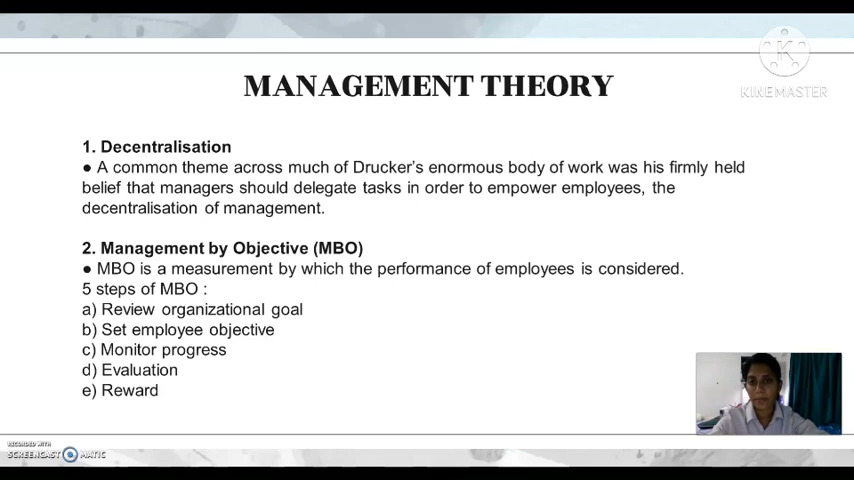 KINEMASTER
MANAGEMENT THEORY
1. Decentralisation
● A common theme across much of Drucker's enormous body of work was his firmly held
belief that managers should delegate tasks in order to empower employees, the
decentralisation of management.
2. Management by Objective (MBO)
● MBO is a measurement by which the performance of employees is considered.
5 steps of MBO :
a) Review organizational goal
b) Set employee objective
c) Monitor progress
d) Evaluation
e) Reward
RECORDED WITH
SCREENCAST MATIC